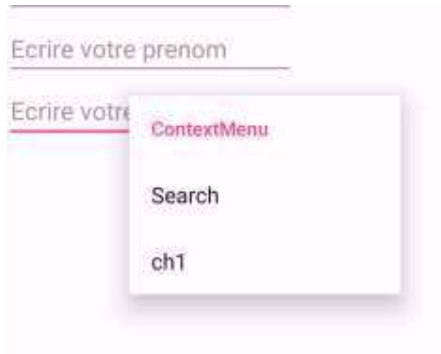 Ecrire votre prenom
Ecrire votre
ContextMenu
Search
ch1